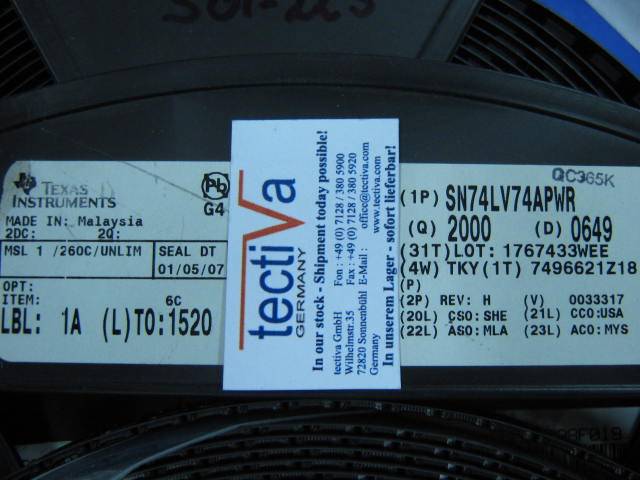 SOT-223
TEXAS
INSTRUMENTS
Pb
G4
MADE IN: Malaysia
2DC: 2Q:
MSL 1 /260C/UNLIM
SEAL DT
01/05/07
OPT:
ITEM: 6C
LBL: 1A (L)TO:1520
tectiva
GERMANY
In our stock - Shipment today possible!
tectiva GmbH Fon : +49 (0) 7128 / 380 5900
Wilhelmstr.35 Fax : +49 (0) 7128 / 380 5920
72820 Sonnenbühl E-Mail : office@tectiva.com
Germany www.tectiva.com
In unserem Lager - sofort lieferbar!
QC365K
(1P) SN74LV74APWR
(Q) 2000 (D) 0649
(31T) LOT: 1767433WEE
(4W) TKY(1T) 7496621Z18
(P)
(2P) REV: H (V) 0033317
(20L) CSO:SHE (21L) CCO:USA
(22L) ASO:MLA (23L) ACO:MYS